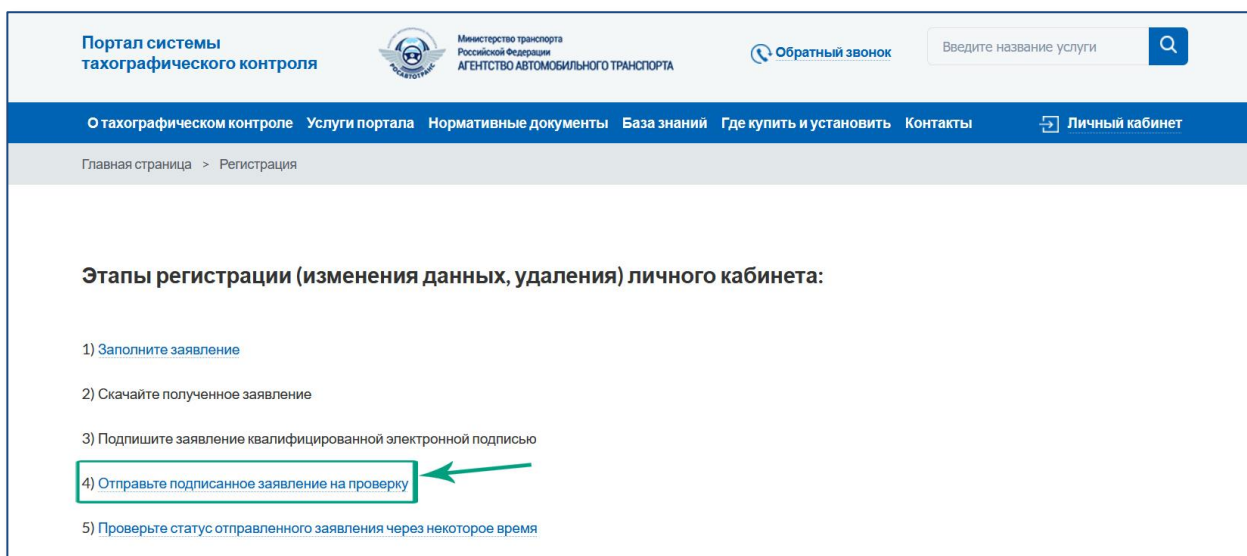 Портал системы
тахографического контроля
РОСАВТОТРАНС
Министерство транспорта
Российской Федерации
АГЕНТСТВО АВТОМОБИЛЬНОГО ТРАНСПОРТА
Обратный звонок
Введите название услуги
О тахографическом контроле Услуги портала Нормативные документы База знаний Где купить и установить Контакты Личный кабинет
Главная страница > Регистрация
Этапы регистрации (изменения данных, удаления) личного кабинета:
1) Заполните заявление
2) Скачайте полученное заявление
3) Подпишите заявление квалифицированной электронной подписью
4) Отправьте подписанное заявление на проверку
5) Проверьте статус отправленного заявления через некоторое время